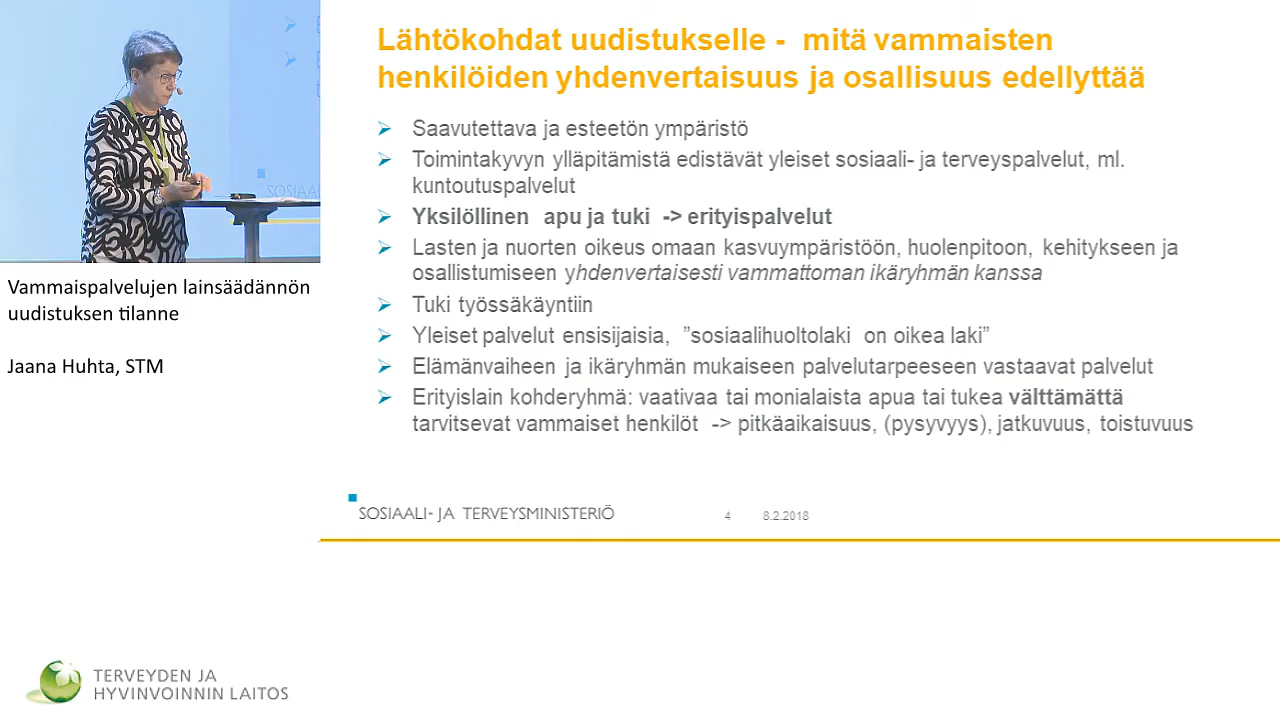 Lähtökohdat uudistukselle - mitä vammaisten
henkilöiden yhdenvertaisuus ja osallisuus edellyttää
Saavutettava ja esteetön ympäristö
Toimintakyvyn ylläpitämistä edistävät yleiset sosiaali- ja terveyspalvelut, ml.
kuntoutuspalvelut
Yksilöllinen apu ja tuki -> erityispalvelut
Lasten ja nuorten oikeus omaan kasvuympäristöön, huolenpitoon, kehitykseen ja
osallistumiseen yhdenvertaisesti vammattoman ikäryhmän kanssa
Tuki työssäkäyntiin
Yleiset palvelut ensisijaisia, ”sosiaalihuoltolaki on oikea laki”
Elämänvaiheen ja ikäryhmän mukaiseen palvelutarpeeseen vastaavat palvelut
Erityislain kohderyhmä: vaativaa tai monialaista apua tai tukea välttämättä
tarvitsevat vammaiset henkilöt -> pitkäaikaisuus, (pysyvyys), jatkuvuus, toistuvuus
SOSIAALI- JA TERVEYSMINISTERIÖ 4 8.2.2018
SOSIAAL
Vammaispalvelujen lainsäädännön
uudistuksen tilanne
Jaana Huhta, STM
TERVEYDEN JA
HYVINVOINNIN LAITOS